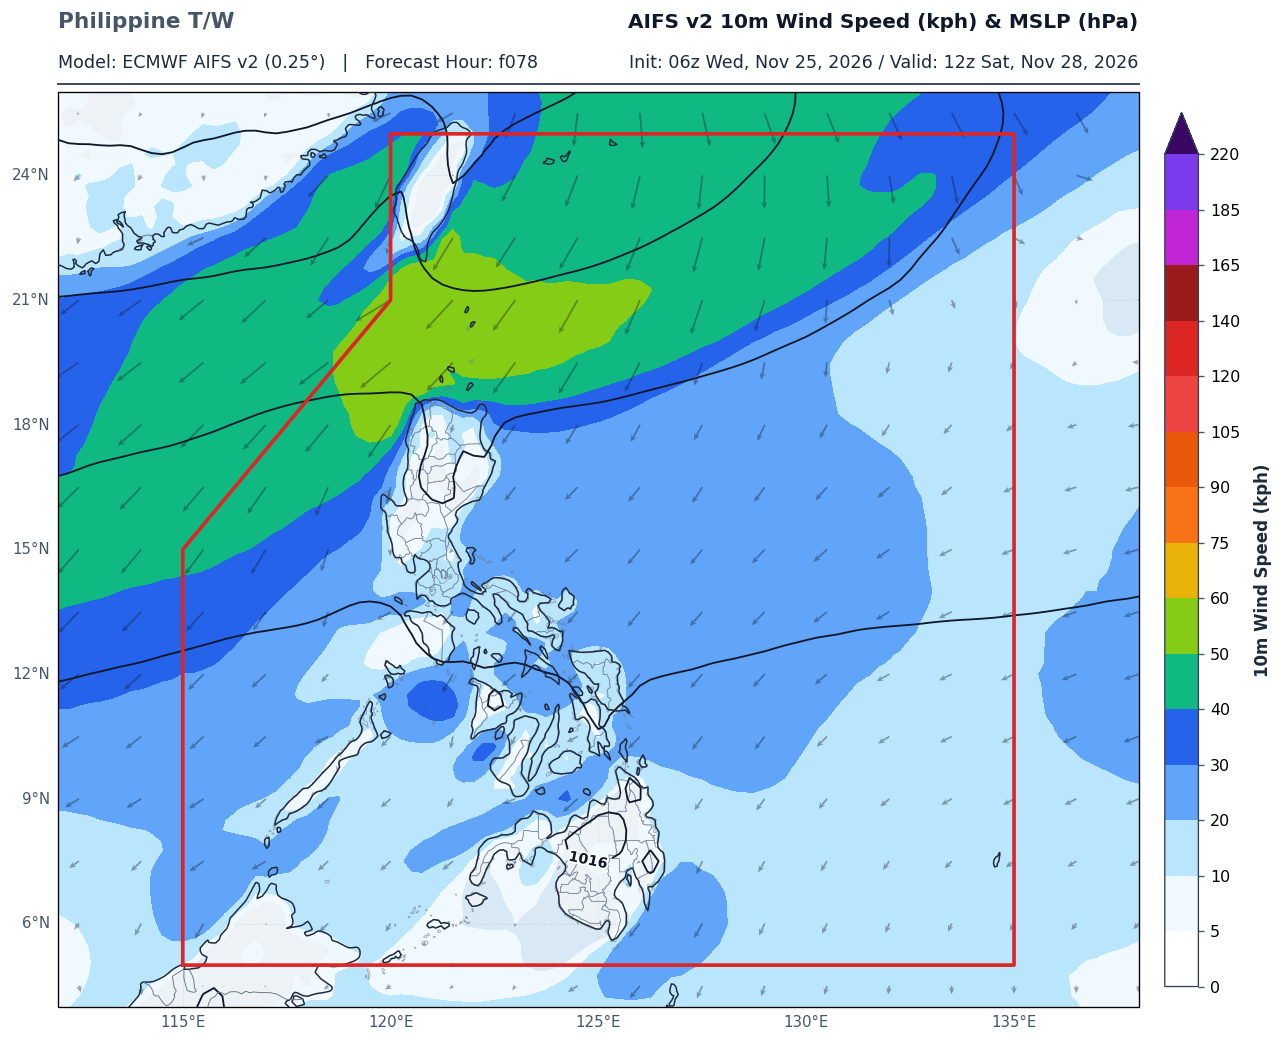 Philippine T/W
AIFS v2 10m Wind Speed (kph) & MSLP (hPa)
Model: ECMWF AIFS v2 (0.25°) | Forecast Hour: f078
Init: 06z Wed, Nov 25, 2026 / Valid: 12z Sat, Nov 28, 2026
24°N
21°N
18°N
15°N
12°N
9°N
6°N
115°E
120°E
125°E
130°E
135°E
1016
220
185
165
140
120
105
90
75
60
50
40
30
20
10
5
0
10m Wind Speed (kph)